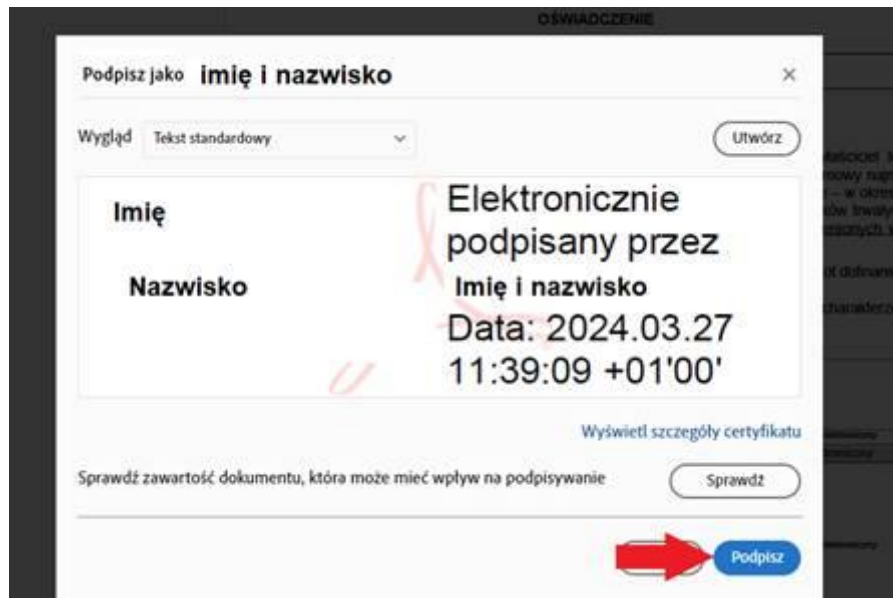 OŚWIADCZENIE
Podpisz jako imię i nazwisko
Wygląd Tekst standardowy
Utwórz
Imię
Nazwisko
Elektronicznie
podpisany przez
Imię i nazwisko
Data: 2024.03.27
11:39:09 +01'00'
Wyświetl szczegóły certyfikatu
Sprawdź zawartość dokumentu, która może mieć wpływ na podpisywanie
Sprawdź
Podpisz